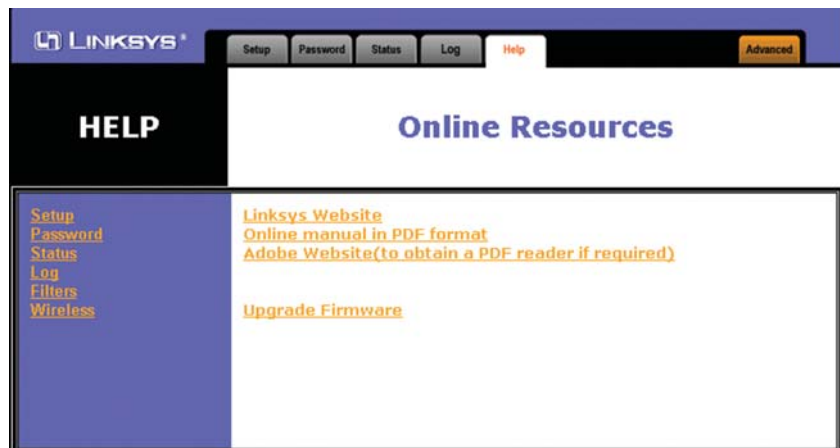 LINKSYS®
Setup Password Status Log Help Advanced
HELP
Online Resources
Setup
Password
Status
Log
Filters
Wireless
Linksys Website
Online manual in PDF format
Adobe Website(to obtain a PDF reader if required)
Upgrade Firmware